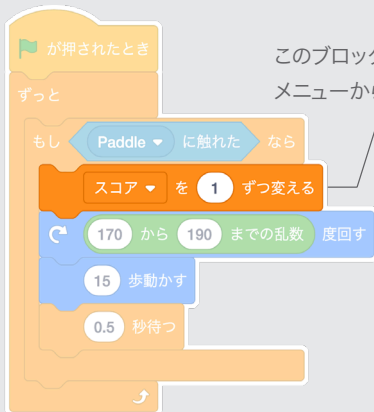 が押されたとき
ずっと
もし Paddle に触れた なら
スコア を 1 ずつ変える
170 から 190 までの乱数 度回す
15 歩動かす
0.5 秒待つ
このブロッ
メニューから